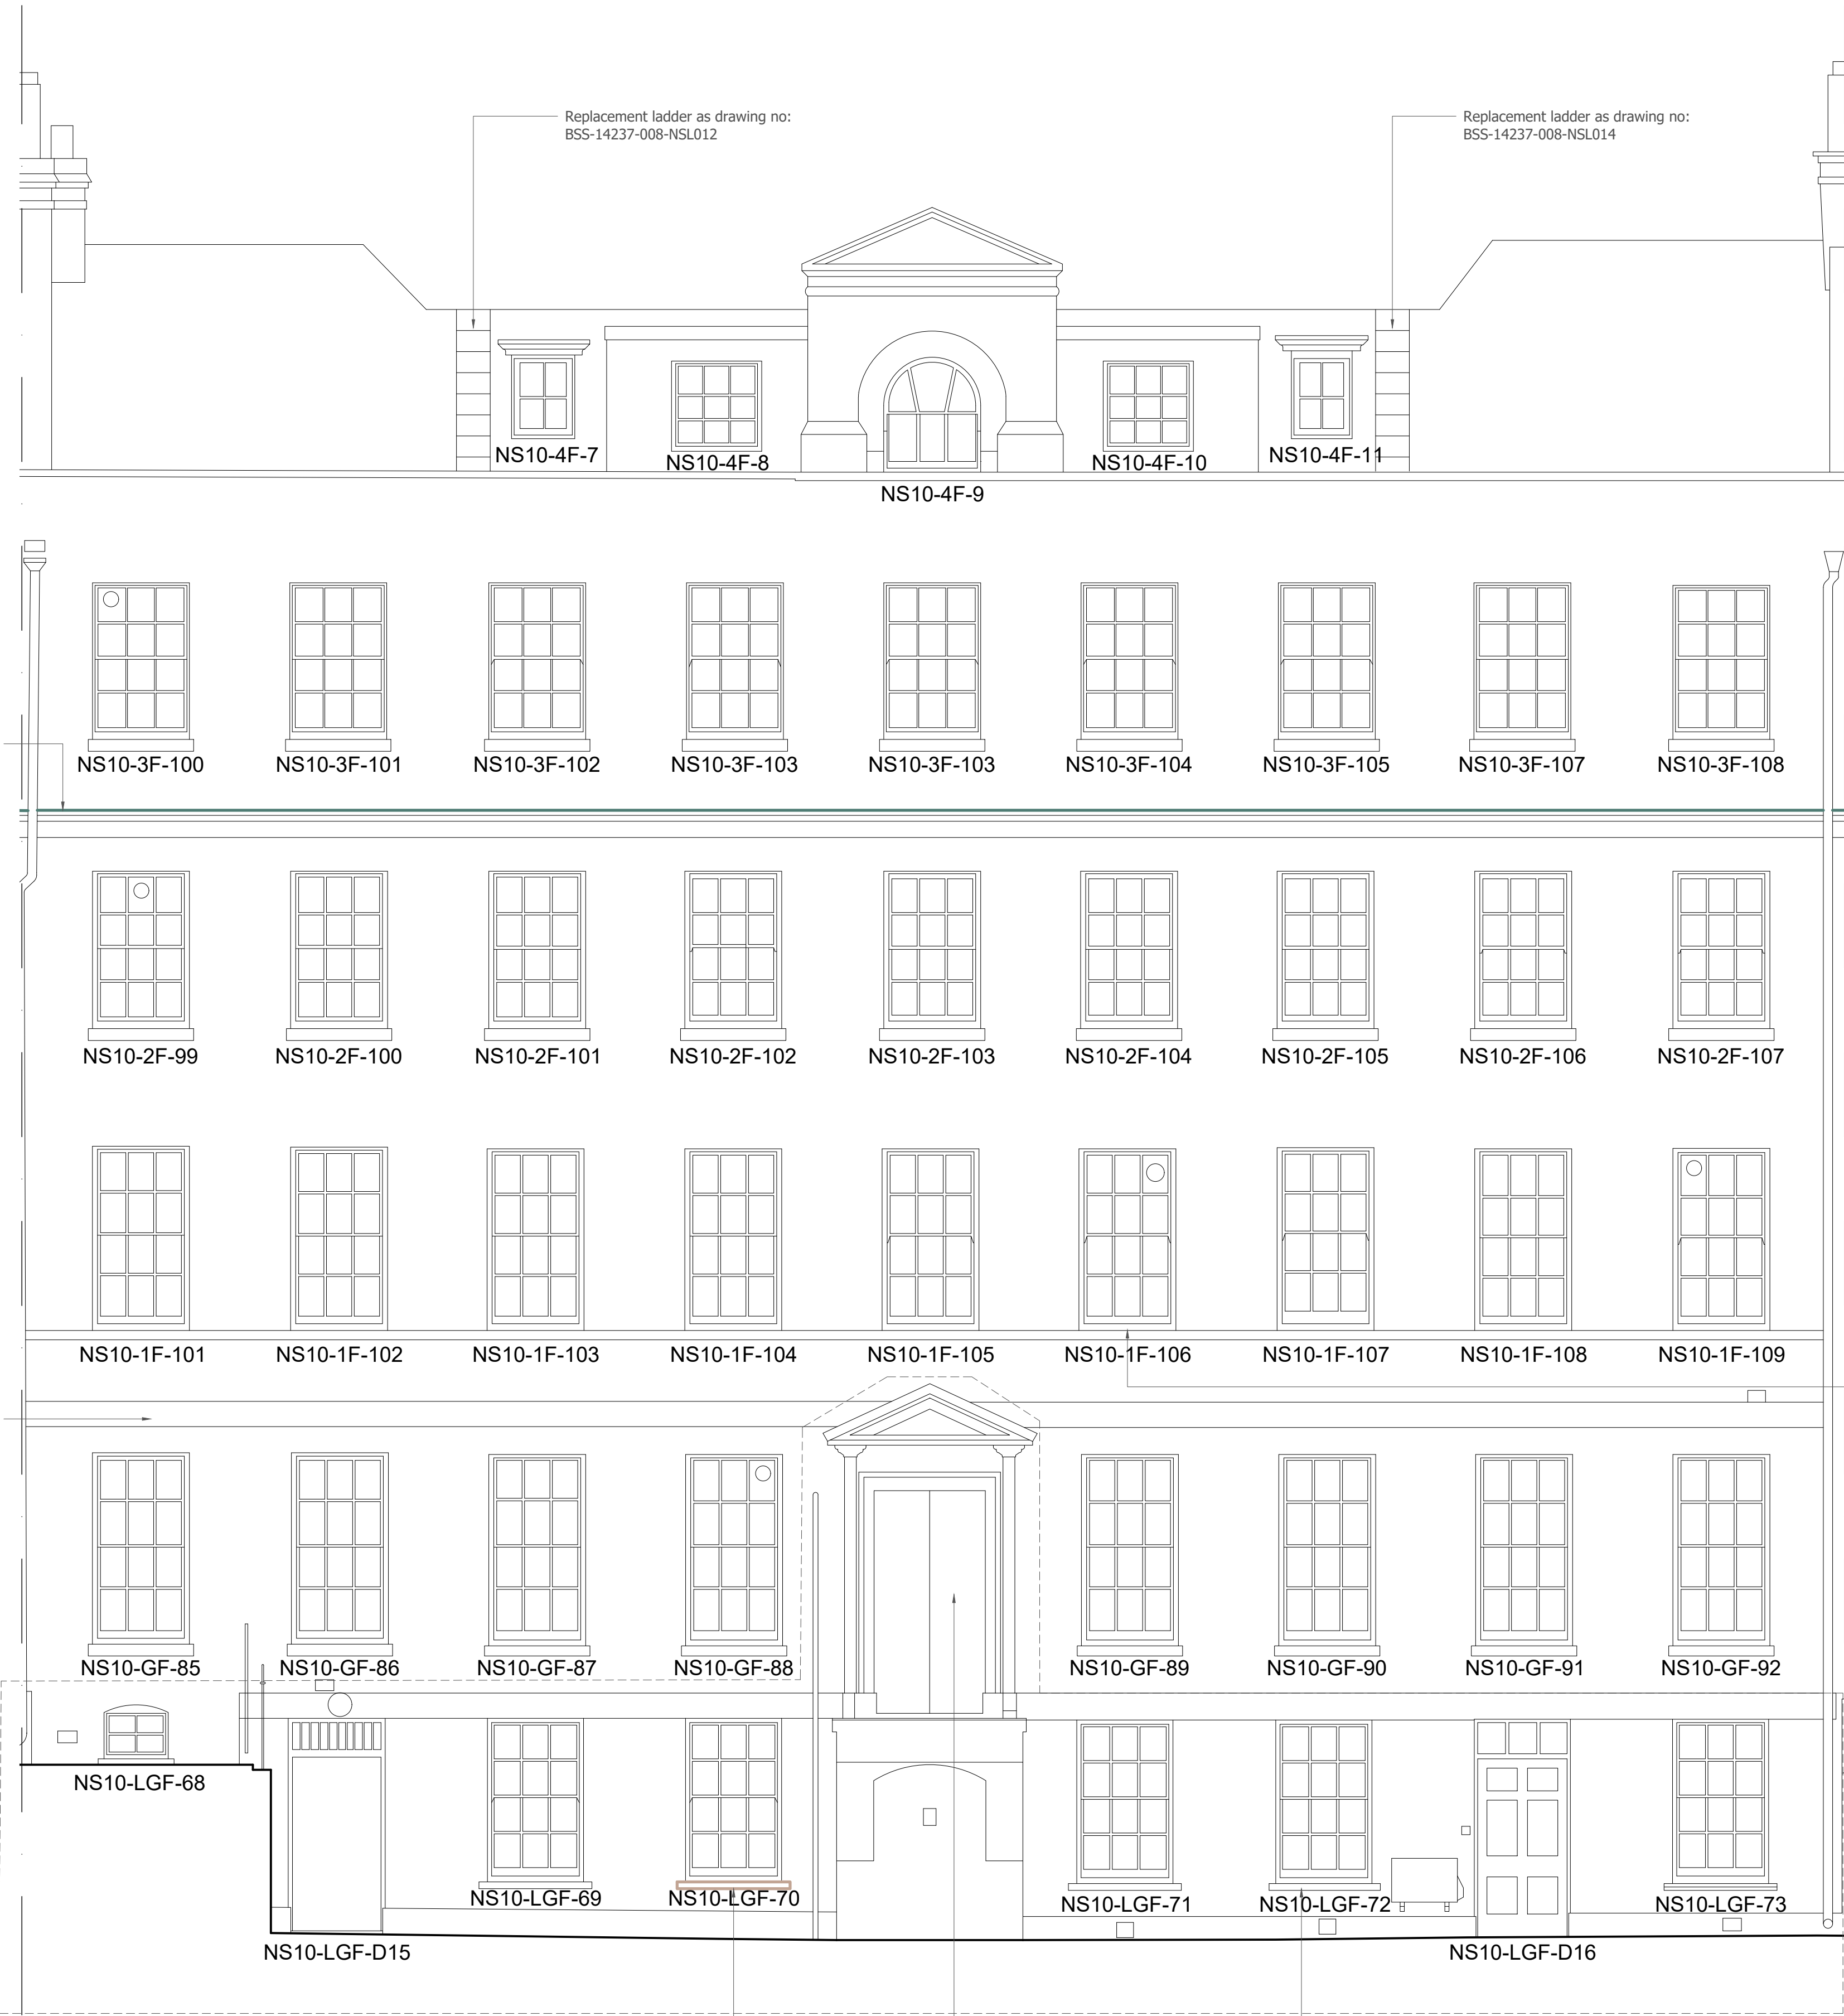 Replacement ladder as drawing no:
BSS-14237-008-NSL012
Replacement ladder as drawing no:
BSS-14237-008-NSL014
NS10-4F-7
NS10-4F-8
NS10-4F-9
NS10-4F-10
NS10-4F-11
NS10-3F-100
NS10-3F-101
NS10-3F-102
NS10-3F-103
NS10-3F-103
NS10-3F-104
NS10-3F-105
NS10-3F-107
NS10-3F-108
NS10-2F-99
NS10-2F-100
NS10-2F-101
NS10-2F-102
NS10-2F-103
NS10-2F-104
NS10-2F-105
NS10-2F-106
NS10-2F-107
NS10-1F-101
NS10-1F-102
NS10-1F-103
NS10-1F-104
NS10-1F-105
NS10-1F-106
NS10-1F-107
NS10-1F-108
NS10-1F-109
NS10-GF-85
NS10-GF-86
NS10-GF-87
NS10-GF-88
NS10-GF-89
NS10-GF-90
NS10-GF-91
NS10-GF-92
NS10-LGF-68
NS10-LGF-69
NS10-LGF-70
NS10-LGF-71
NS10-LGF-72
NS10-LGF-73
NS10-LGF-D15
NS10-LGF-D16